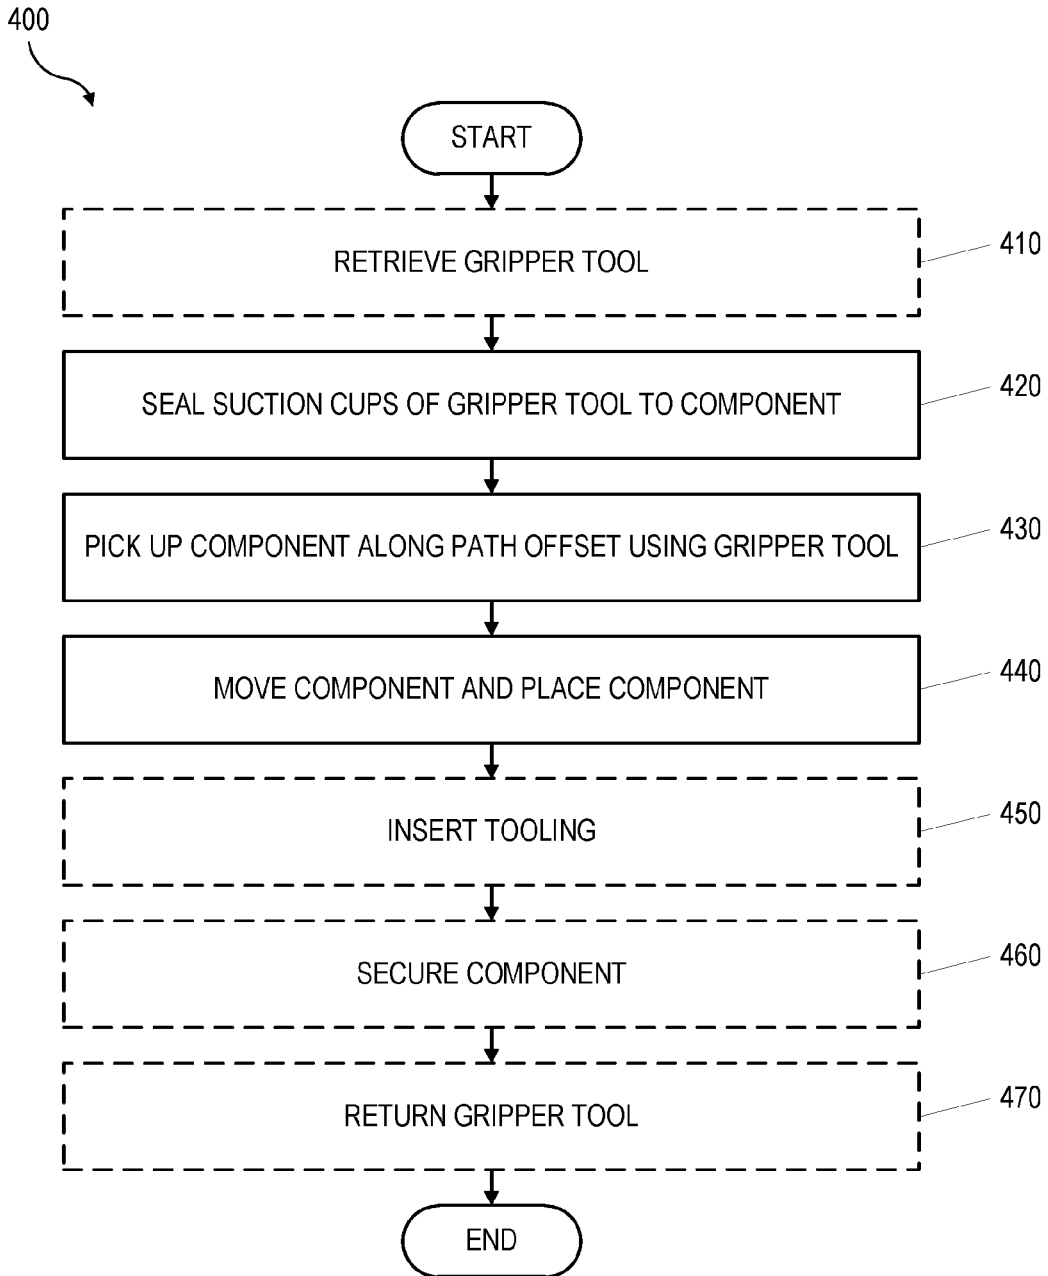 400
START
RETRIEVE GRIPPER TOOL
410
SEAL SUCTION CUPS OF GRIPPER TOOL TO COMPONENT
420
PICK UP COMPONENT ALONG PATH OFFSET USING GRIPPER TOOL
430
MOVE COMPONENT AND PLACE COMPONENT
440
INSERT TOOLING
450
SECURE COMPONENT
460
RETURN GRIPPER TOOL
470
END